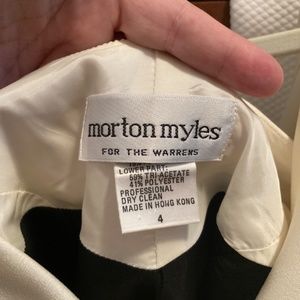 morton myles
FOR THE WARRENS
LOWER PART:
59% TRI-ACETATE
41% POLYESTER
PROFESSIONAL
DRY CLEAN
MADE IN HONG KONG
4